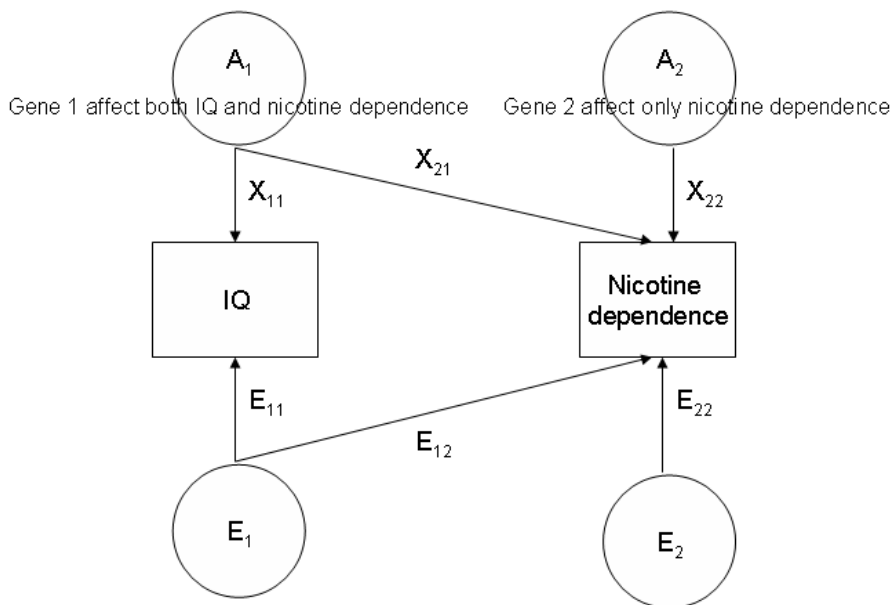 A1
A2
Gene 1 affect both IQ and nicotine dependence
Gene 2 affect only nicotine dependence
X21
X11
X22
IQ
Nicotine
dependence
E11
E22
E12
E1
E2